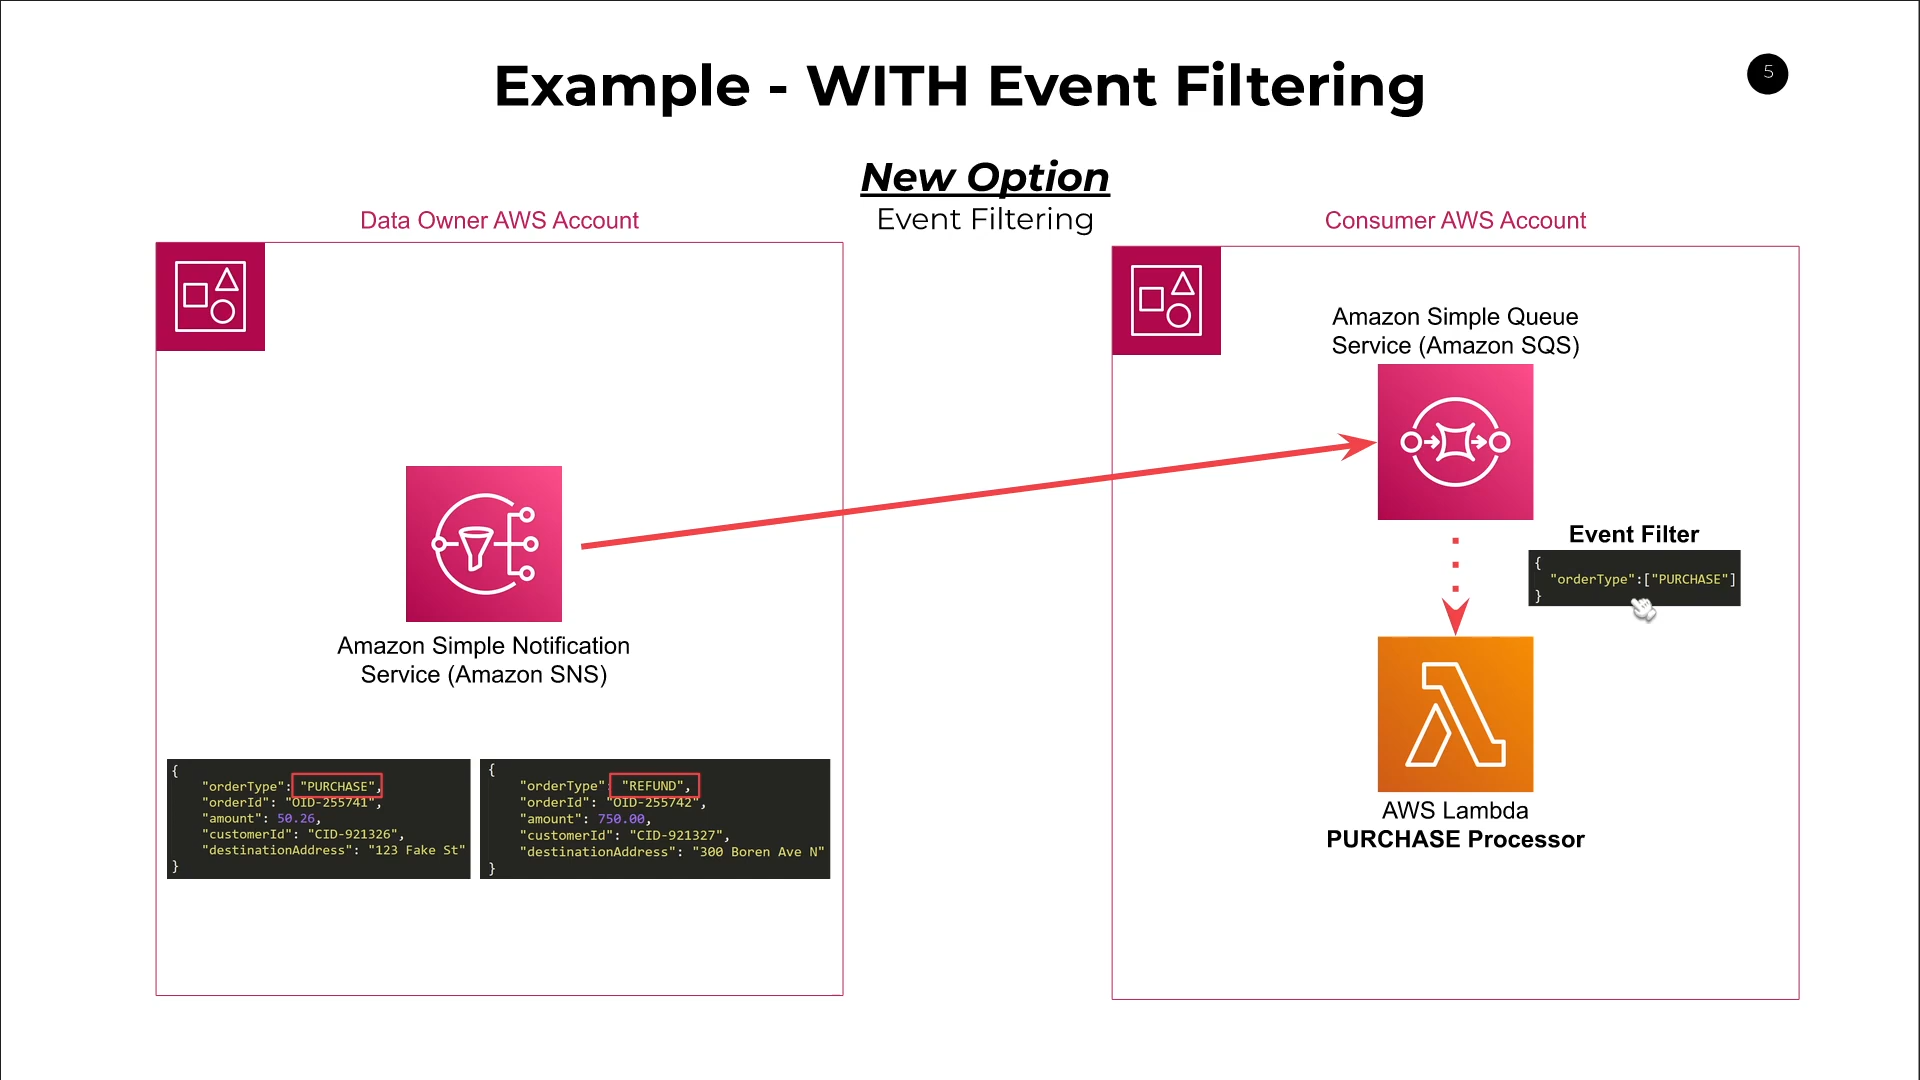 Example - WITH Event Filtering
5
New Option
Event Filtering
Data Owner AWS Account
Consumer AWS Account
Amazon Simple Queue
Service (Amazon SQS)
Event Filter
{
"orderType":["PURCHASE"]
}
Amazon Simple Notification
Service (Amazon SNS)
{
"orderType": "PURCHASE",
"orderId": "OID-255741",
"amount": 50.26,
"customerId": "CID-921326",
"destinationAddress": "123 Fake St"
}
{
"orderType": "REFUND",
"orderId": "OID-255742",
"amount": 750.00,
"customerId": "CID-921327",
"destinationAddress": "300 Boren Ave N"
}
AWS Lambda
PURCHASE Processor